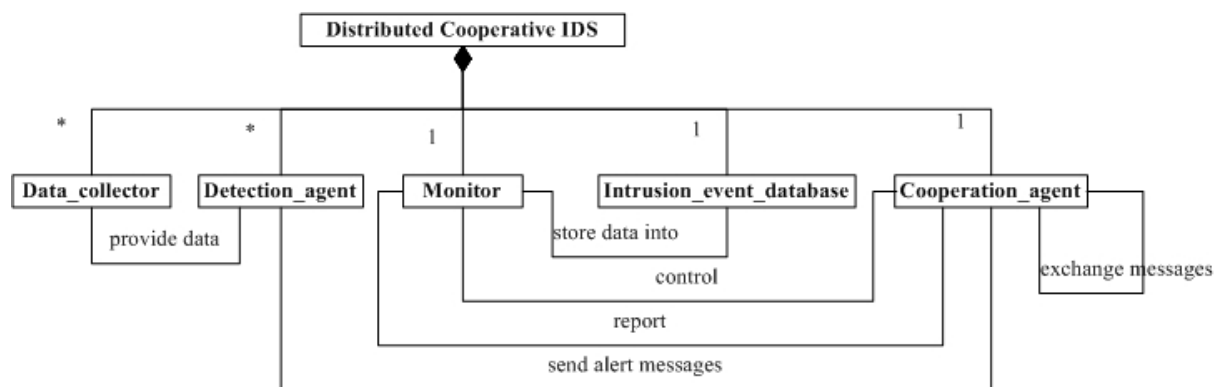 Distributed Cooperative IDS
* * 1 1 1
Data_collector Detection_agent Monitor Intrusion_event_database Cooperation_agent
provide data
store data into
exchange messages
control
report
send alert messages